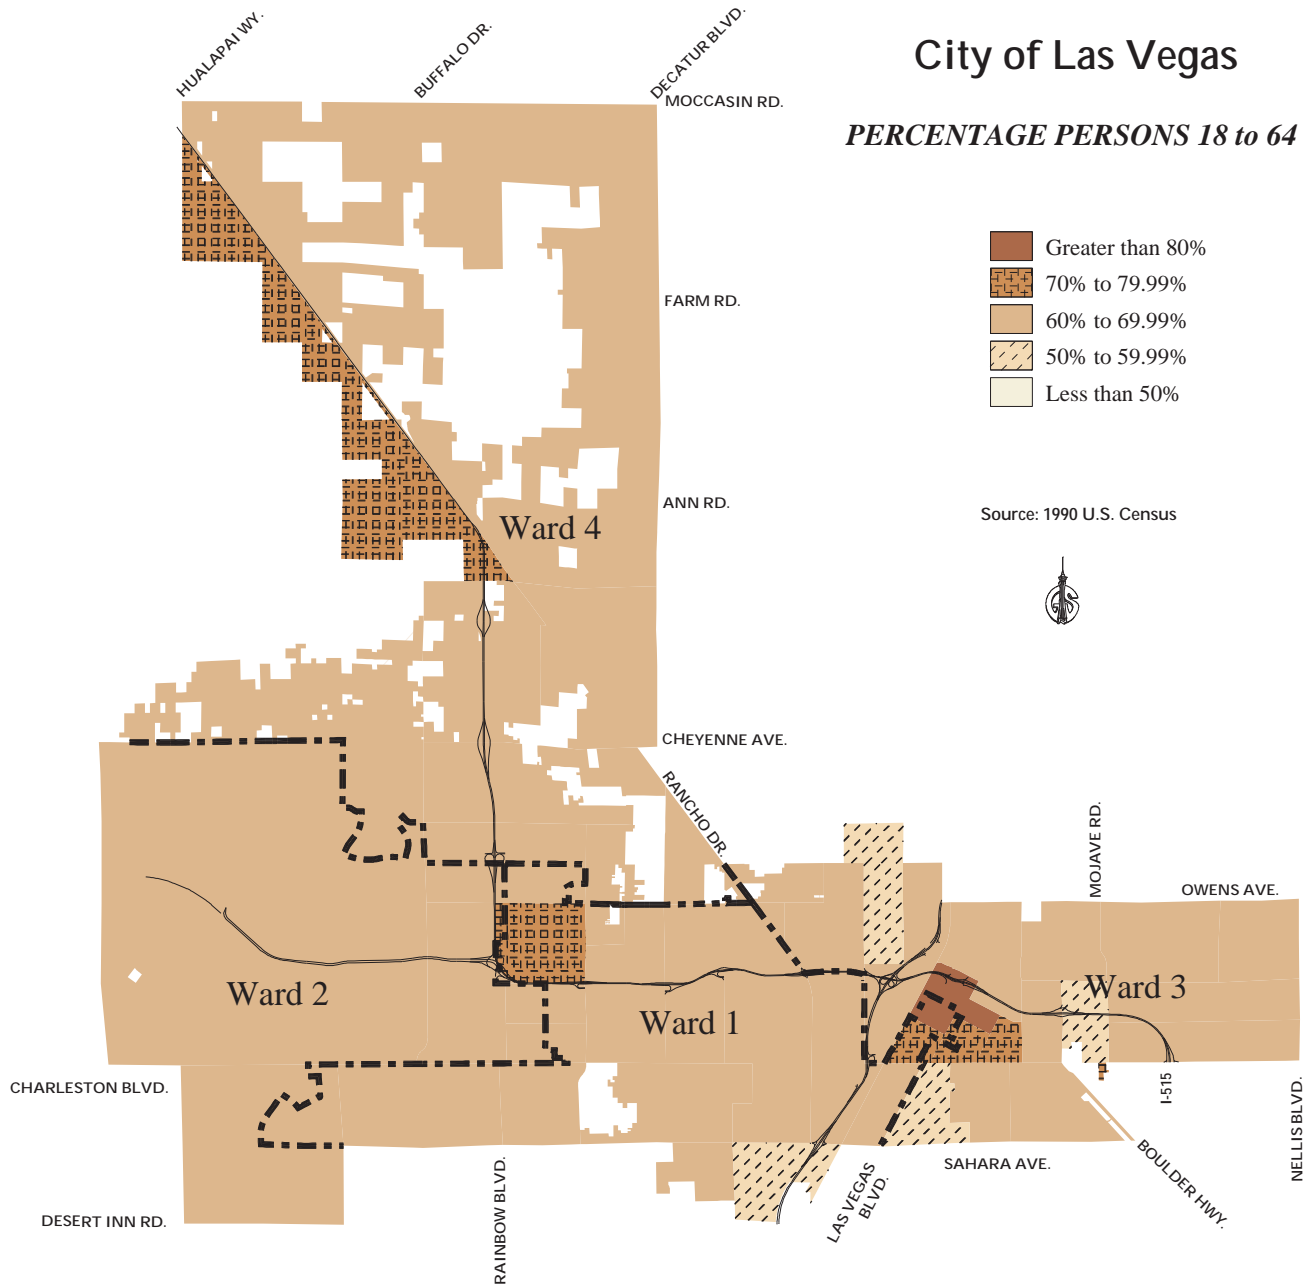 City of Las Vegas
PERCENTAGE PERSONS 18 to 64
HUALAPAI WY.
BUFFALO DR.
DECATUR BLVD.
MOCCASIN RD.
Greater than 80%
70% to 79.99%
60% to 69.99%
50% to 59.99%
Less than 50%
FARM RD.
ANN RD.
Source: 1990 U.S. Census
Ward 4
CHEYENNE AVE.
RANCHO DR.
MOJAVE RD.
OWENS AVE.
Ward 2
Ward 1
Ward 3
CHARLESTON BLVD.
I-515
NELLIS BLVD.
RAINBOW BLVD.
LAS VEGAS
BLVD.
SAHARA AVE.
BOULDER HWY.
DESERT INN RD.